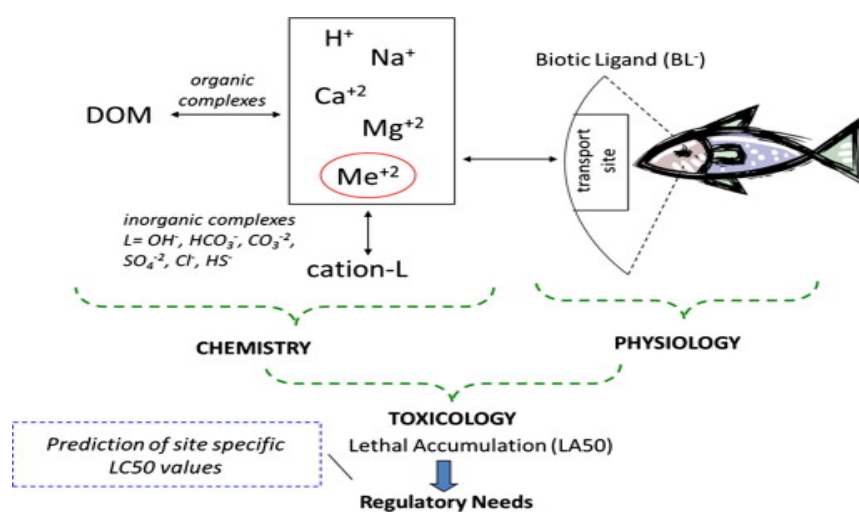 H⁺
Na⁺
Ca⁺²
Mg⁺²
Me⁺²
organic
complexes
DOM
inorganic complexes
L= OH⁻, HCO₃⁻, CO₃⁻²,
SO₄⁻², Cl⁻, HS⁻
cation-L
Biotic Ligand (BL⁻)
transport
site
CHEMISTRY
PHYSIOLOGY
TOXICOLOGY
Lethal Accumulation (LA50)
Prediction of site specific
LC50 values
Regulatory Needs